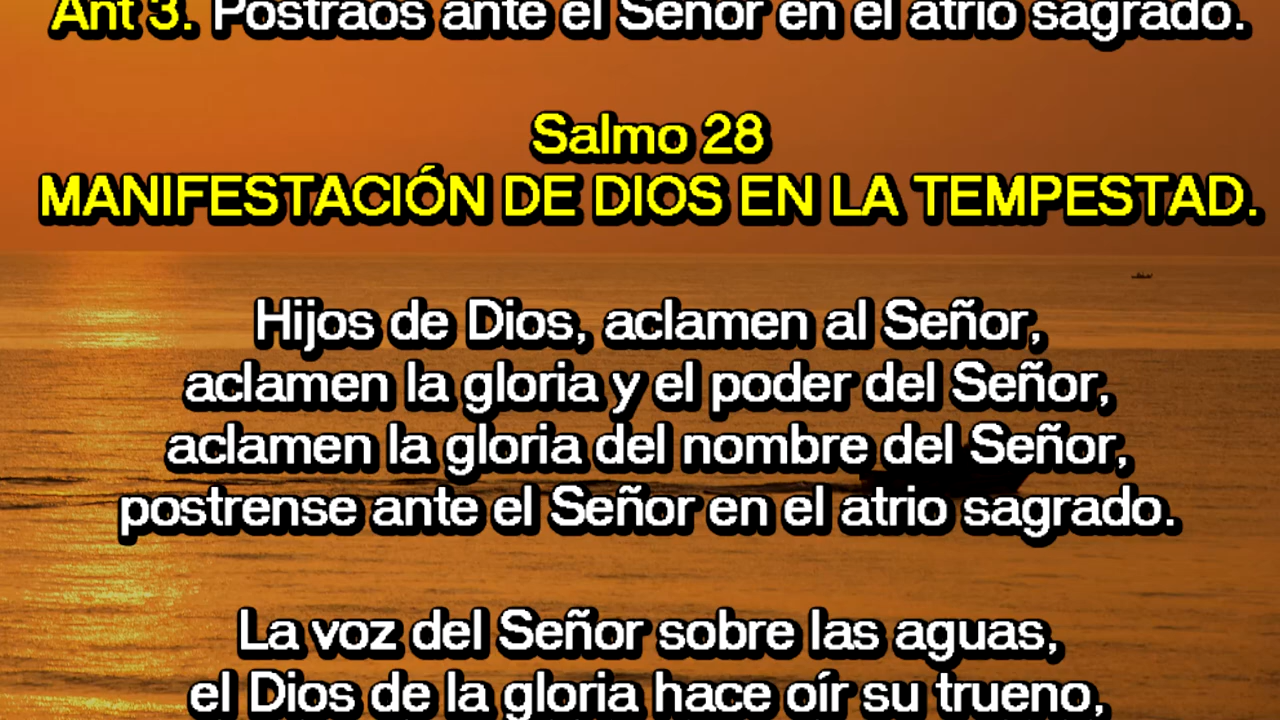 Ant 3. Postraos ante el Señor en el atrio sagrado.
Salmo 28
MANIFESTACIÓN DE DIOS EN LA TEMPESTAD.
Hijos de Dios, aclamen al Señor,
aclamen la gloria y el poder del Señor,
aclamen la gloria del nombre del Señor,
postrense ante el Señor en el atrio sagrado.
La voz del Señor sobre las aguas,
el Dios de la gloria hace oír su trueno,